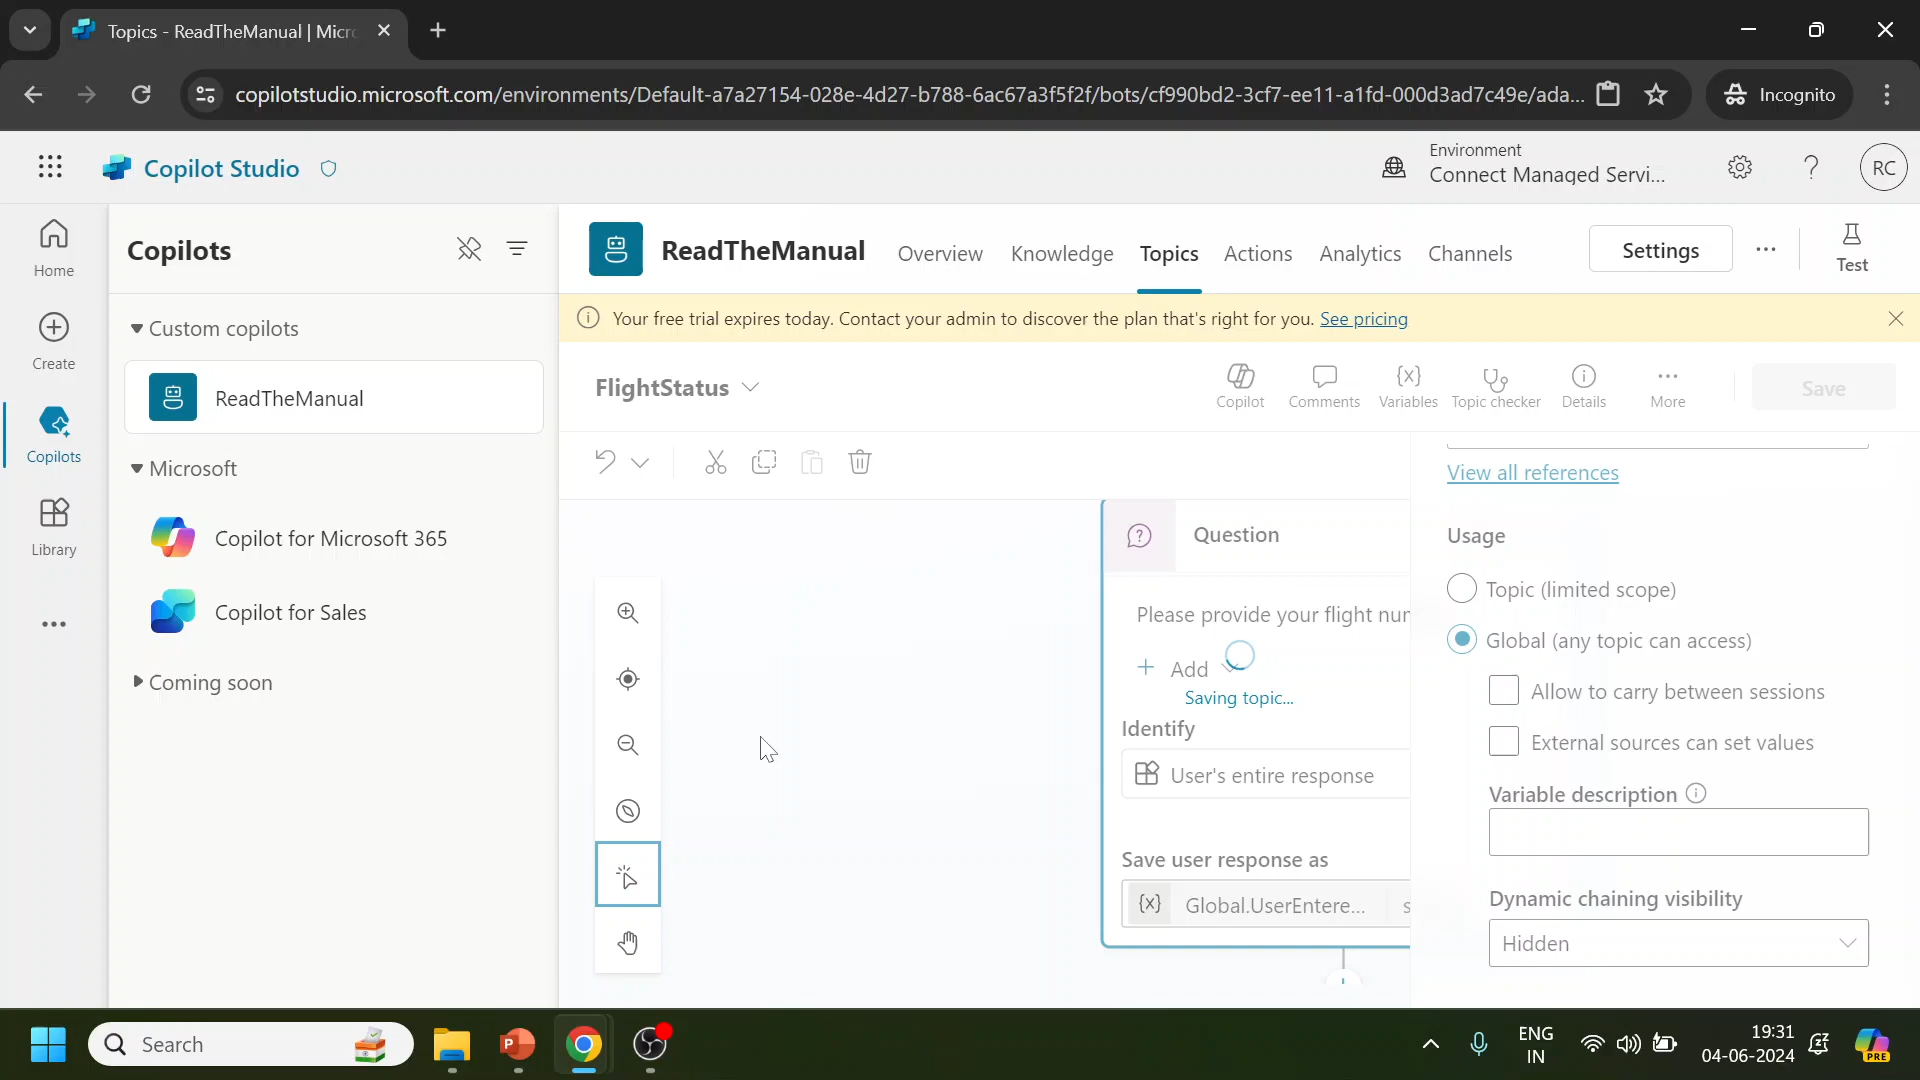 Topics - ReadTheManual | Micr
copilotstudio.microsoft.com/environments/Default-a7a27154-028e-4d27-b788-6ac67a3f5f2f/bots/cf990bd2-3cf7-ee11-a1fd-000d3ad7c49e/ada...
Incognito
Copilot Studio
Environment
Connect Managed Servi...
RC
Home
Create
Copilots
Library
Copilots
Custom copilots
ReadTheManual
Microsoft
Copilot for Microsoft 365
Copilot for Sales
Coming soon
ReadTheManual
Overview
Knowledge
Topics
Actions
Analytics
Channels
Settings
Test
Your free trial expires today. Contact your admin to discover the plan that's right for you. See pricing
FlightStatus
Copilot
Comments
Variables
Topic checker
Details
More
Save
Question
Please provide your flight nur
Add
Saving topic...
Identify
User's entire response
Save user response as
{x}
Global.UserEntere...
s
View all references
Usage
Topic (limited scope)
Global (any topic can access)
Allow to carry between sessions
External sources can set values
Variable description
Dynamic chaining visibility
Hidden
Search
ENG
IN
19:31
04-06-2024
PRE